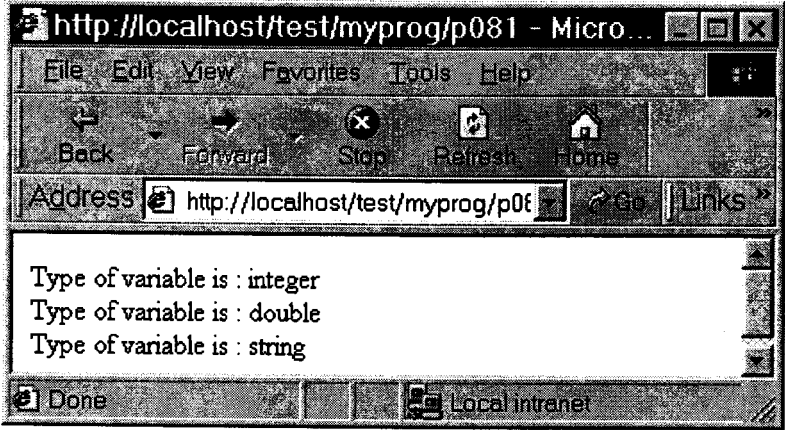 http://localhost/test/myprog/p081 - Micro...
File Edit View Favorites Tools Help
Back Forward Stop Refresh Home »
Address http://localhost/test/myprog/p08 Go Links »
Type of variable is : integer
Type of variable is : double
Type of variable is : string
Done Local intranet